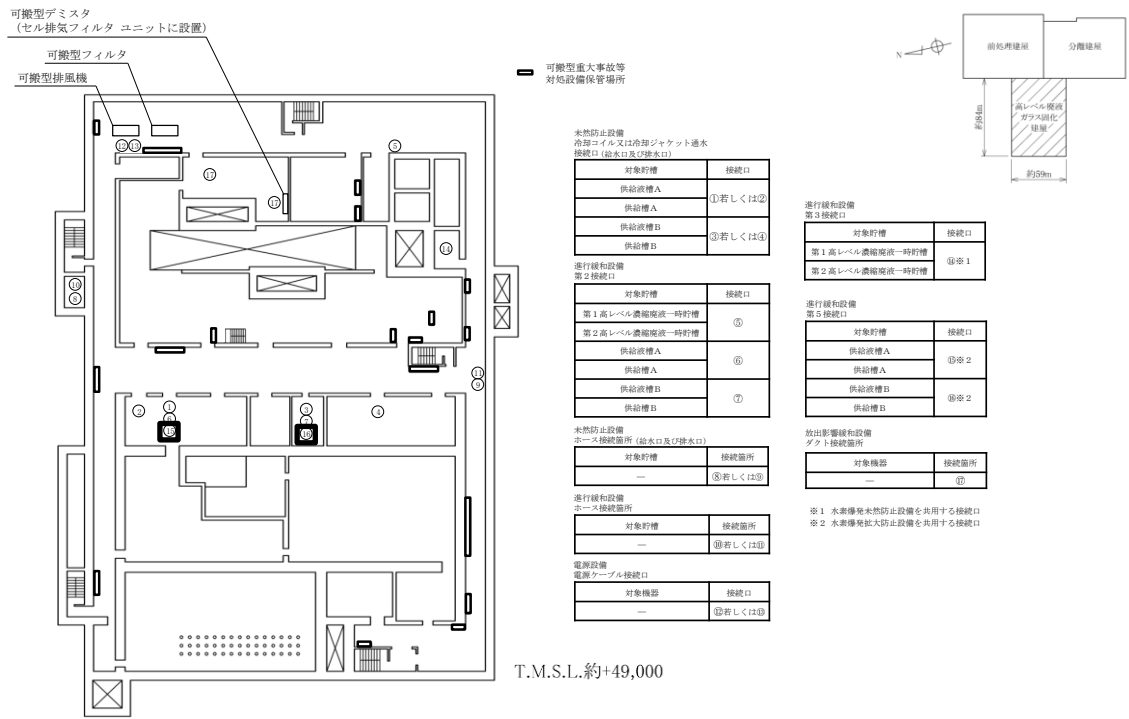 可搬型デミスタ
(セル排気フィルタ ユニットに設置)
可搬型フィルタ
可搬型排風機
可搬型重大事故等
対処設備保管場所
N
前処理建屋
分離建屋
高レベル廃液
ガラス固化
建屋
約84m
約59m
⑫⑬
⑰
⑰
⑤
⑭
⑩
⑧
⑪
⑨
②
①
⑥
⑮
③
⑦
⑯
④
未然防止設備
冷却コイル又は冷却ジャケット通水
接続口(給水口及び排水口)
対象貯槽 接続口
供給液槽A ①若しくは②
供給槽A
供給液槽B ③若しくは④
供給槽B
進行緩和設備
第2接続口
対象貯槽 接続口
第1高レベル濃縮廃液一時貯槽 ⑤
第2高レベル濃縮廃液一時貯槽
供給液槽A ⑥
供給槽A
供給液槽B ⑦
供給槽B
未然防止設備
ホース接続箇所(給水口及び排水口)
対象貯槽 接続箇所
― ⑧若しくは⑨
進行緩和設備
ホース接続箇所
対象貯槽 接続箇所
― ⑩若しくは⑪
電源設備
電源ケーブル接続口
対象機器 接続口
― ⑫若しくは⑬
進行緩和設備
第3接続口
対象貯槽 接続口
第1高レベル濃縮廃液一時貯槽 ⑭※1
第2高レベル濃縮廃液一時貯槽
進行緩和設備
第5接続口
対象貯槽 接続口
供給液槽A ⑮※2
供給槽A
供給液槽B ⑯※2
供給槽B
放出影響緩和設備
ダクト接続箇所
対象機器 接続箇所
― ⑰
※1 水素爆発未然防止設備を共用する接続口
※2 水素爆発拡大防止設備を共用する接続口
T.M.S.L.約+49,000